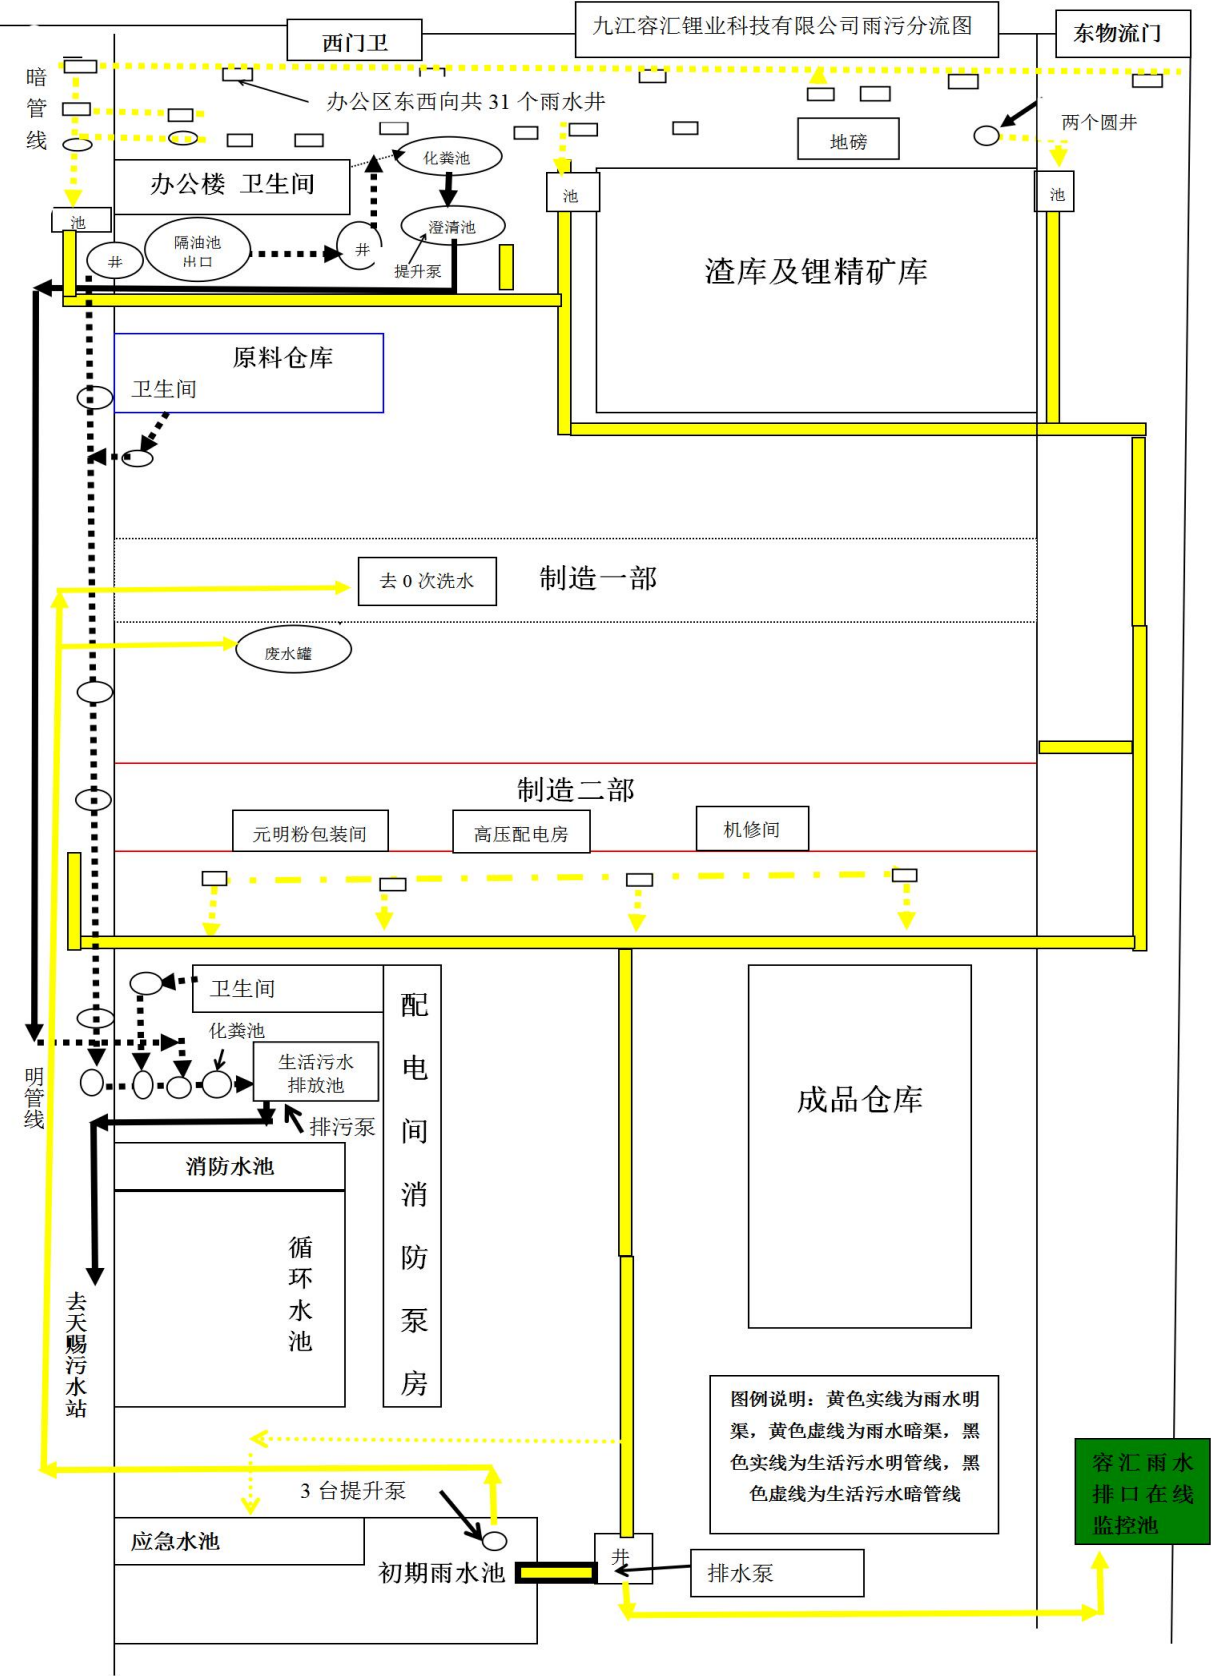 九江容汇锂业科技有限公司雨污分流图
东物流门
西门卫
暗
管
线
办公区东西向共 31 个雨水井
两个圆井
地磅
化粪池
办公楼 卫生间
池
池
池
澄清池
隔油池
出口
井
井
提升泵
渣库及锂精矿库
原料仓库
卫生间
去 0 次洗水
制造一部
废水罐
制造二部
元明粉包装间
高压配电房
机修间
卫生间
配
电
间
消
防
泵
房
化粪池
生活污水
排放池
明
管
线
排污泵
成品仓库
消防水池
循
环
水
池
去
天
赐
污
水
站
图例说明：黄色实线为雨水明
渠，黄色虚线为雨水暗渠，黑
色实线为生活污水明管线，黑
色虚线为生活污水暗管线
容汇雨水
排口在线
监控池
3 台提升泵
应急水池
初期雨水池
井
排水泵